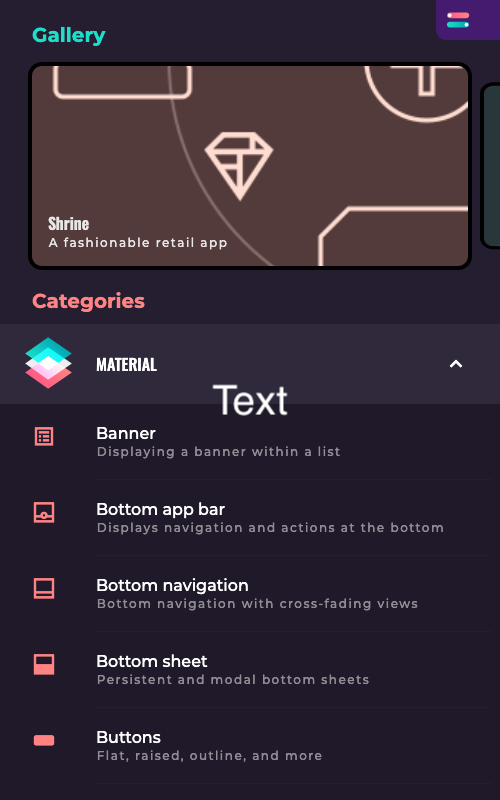 Gallery
Shrine
A fashionable retail app
Categories
MATERIAL
Text
Banner
Displaying a banner within a list
Bottom app bar
Displays navigation and actions at the bottom
Bottom navigation
Bottom navigation with cross-fading views
Bottom sheet
Persistent and modal bottom sheets
Buttons
Flat, raised, outline, and more